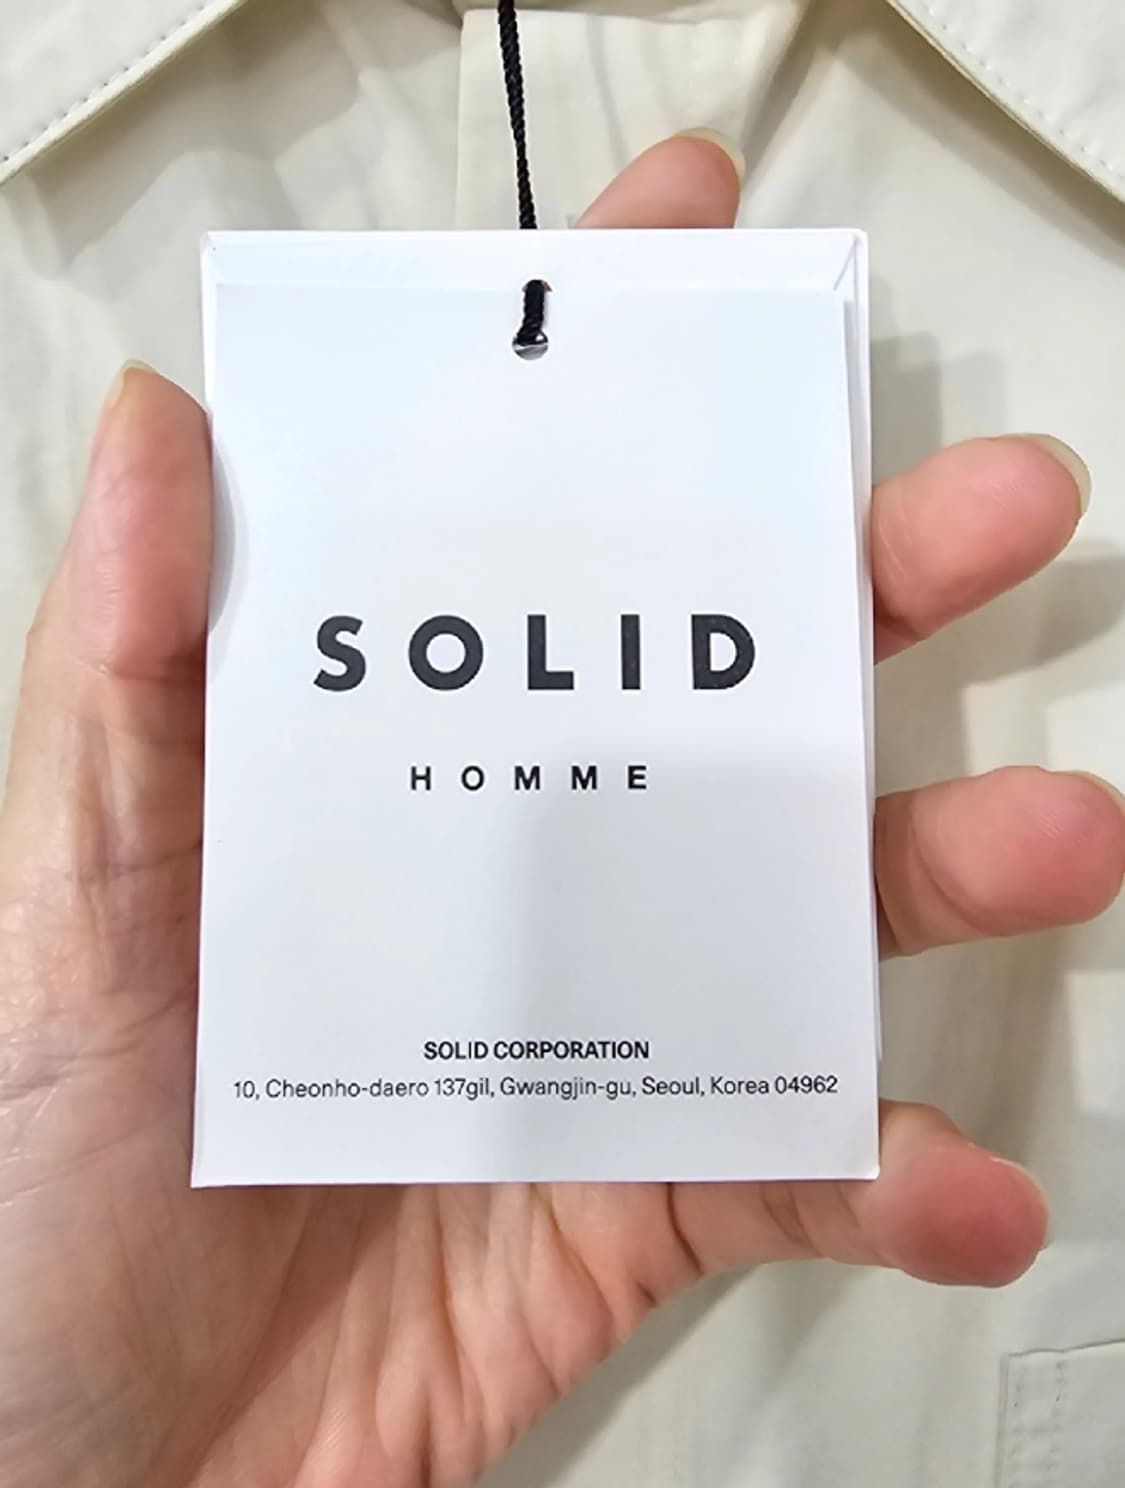 SOLID
HOMME
SOLID CORPORATION
10, Cheonho-daero 137gil, Gwangjin-gu, Seoul, Korea 04962